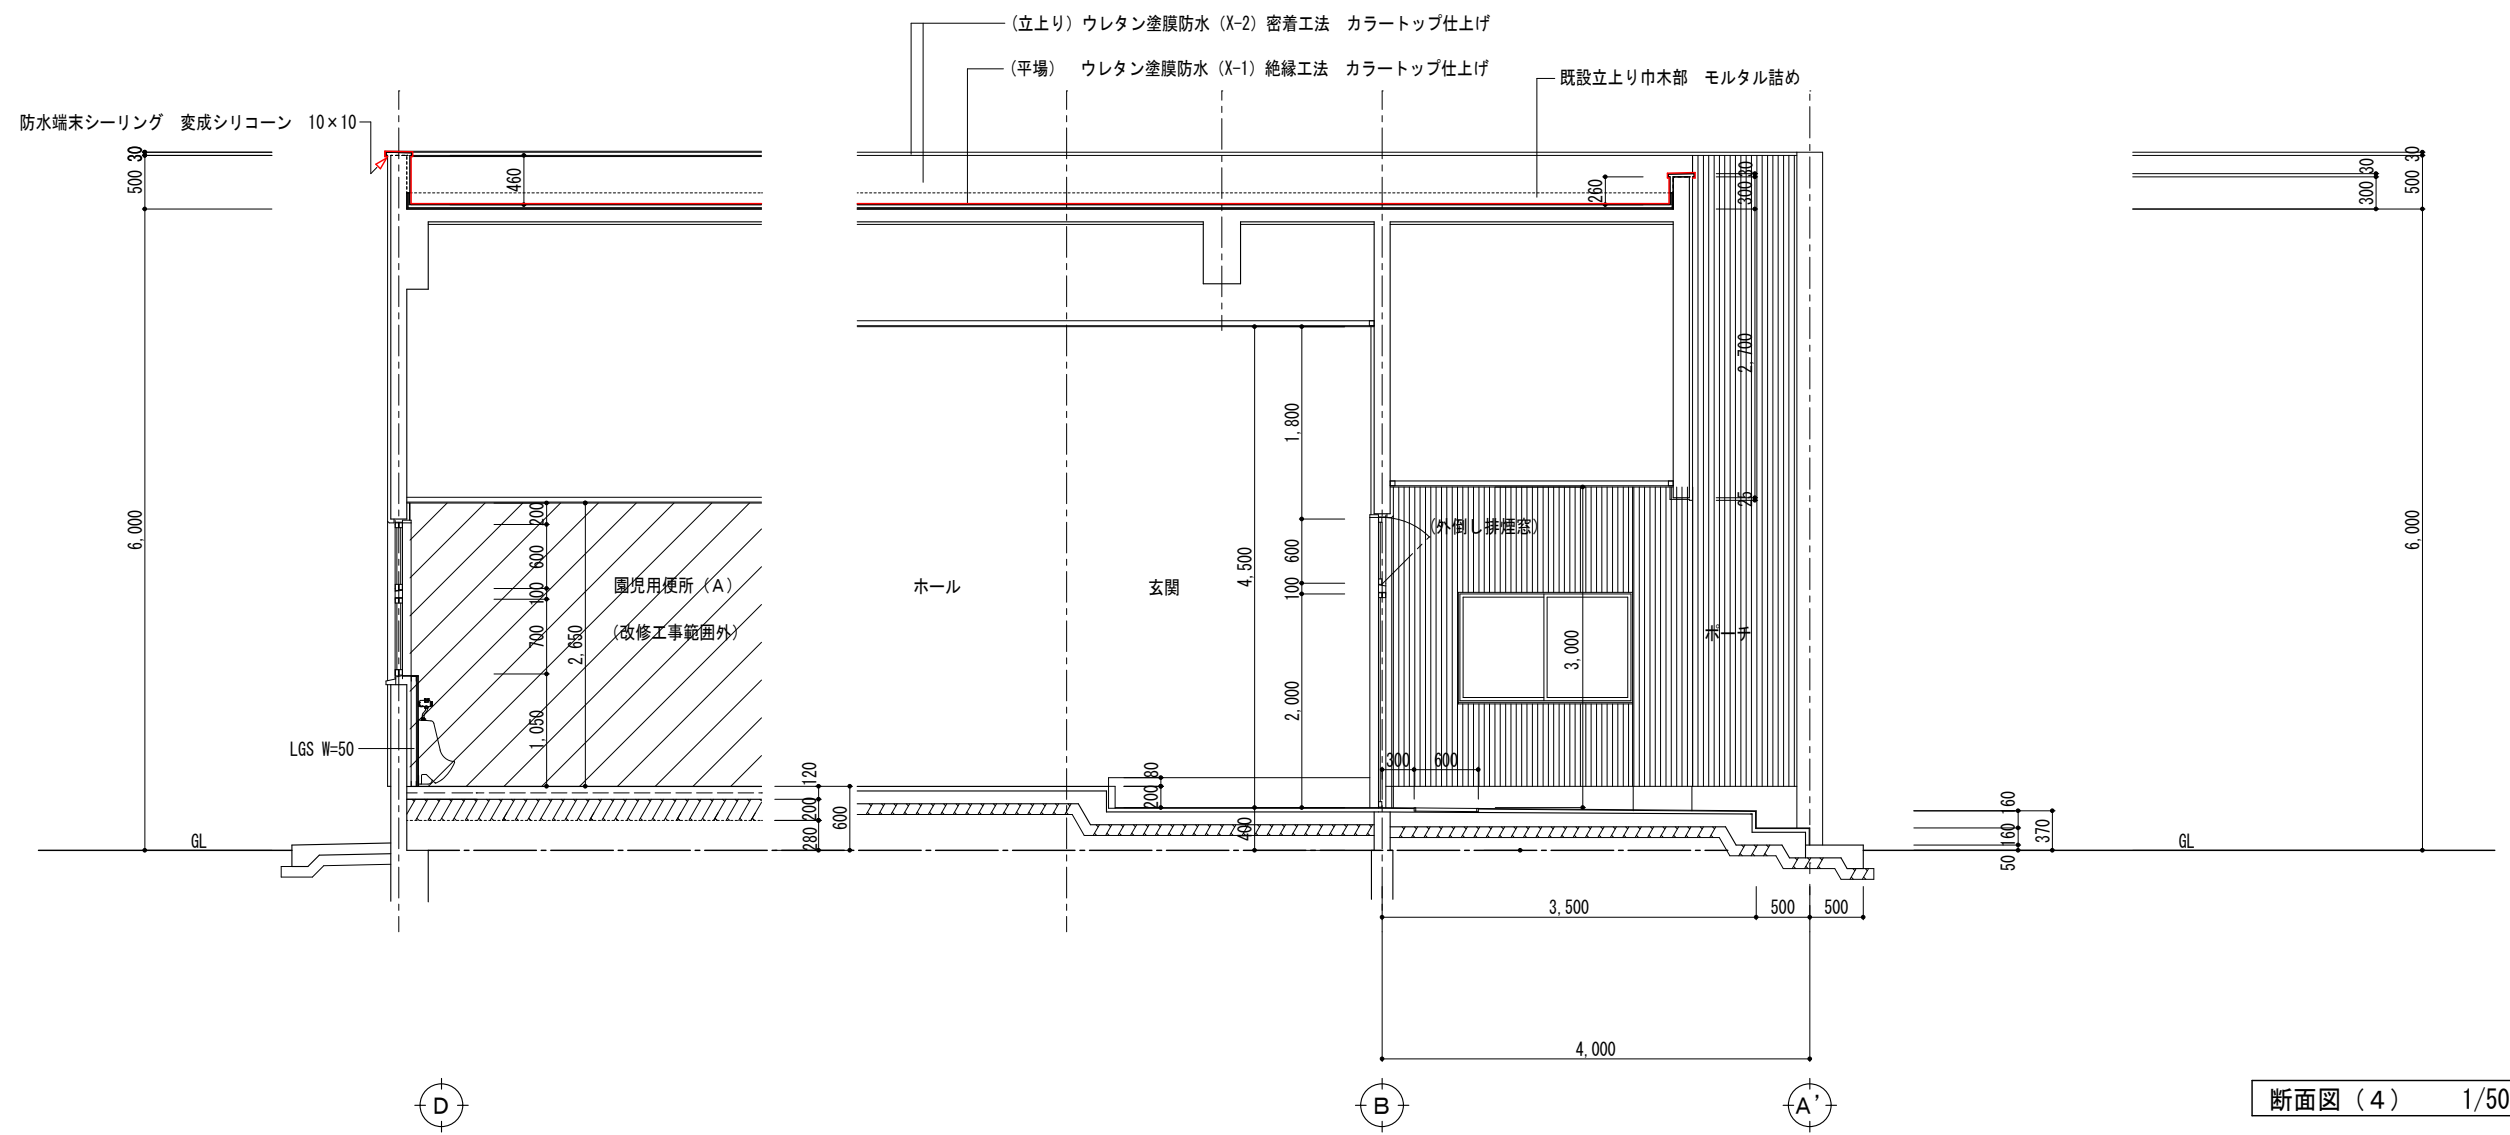 (立上り) ウレタン塗膜防水 (X-2) 密着工法　カラートップ仕上げ
(平場)　ウレタン塗膜防水 (X-1) 絶縁工法　カラートップ仕上げ
既設立上り巾木部　モルタル詰め
防水端末シーリング　変成シリコーン　10×10
30
500
6,000
460
260
30
300
2,700
25
30
300
30
500
6,000
200
600
100
700
1,050
2,650
園児用便所 (A)
(改修工事範囲外)
ホール
玄関
4,500
1,800
600
100
2,000
(外倒し排煙窓)
3,000
ポーチ
LGS W=50
300
600
120
200
280
600
80
200
400
160
160
50
370
GL
GL
3,500
500
500
4,000
D
B
A'
断面図 (4)　1/50